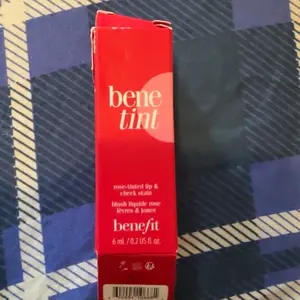 bene
tint
rose-tinted lip &
cheek stain
blush liquide rose
lèvres & joues
benefit
6 mL / 0.2 US fl. oz.